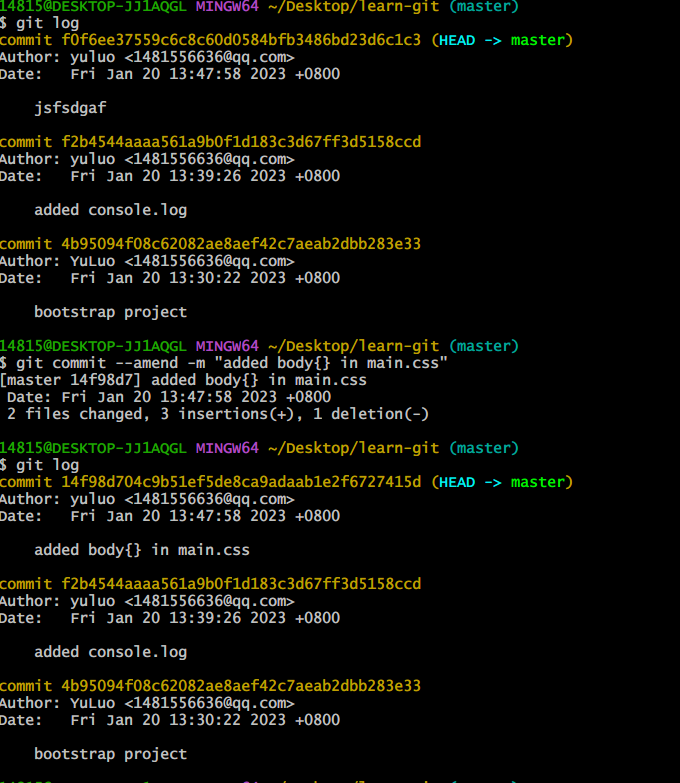 14815@DESKTOP-JJ1AQGL MINGW64 ~/Desktop/learn-git (master)
$ git log
commit f0f6ee37559c6c8c60d0584bfb3486bd23d6c1c3 (HEAD -> master)
Author: yuluo <1481556636@qq.com>
Date:   Fri Jan 20 13:47:58 2023 +0800
jsfsdgaf
commit f2b4544aaaa561a9b0f1d183c3d67ff3d5158ccd
Author: yuluo <1481556636@qq.com>
Date:   Fri Jan 20 13:39:26 2023 +0800
added console.log
commit 4b95094f08c62082ae8aef42c7aeab2dbb283e33
Author: YuLuo <1481556636@qq.com>
Date:   Fri Jan 20 13:30:22 2023 +0800
bootstrap project
14815@DESKTOP-JJ1AQGL MINGW64 ~/Desktop/learn-git (master)
$ git commit --amend -m "added body{} in main.css"
[master 14f98d7] added body{} in main.css
Date: Fri Jan 20 13:47:58 2023 +0800
2 files changed, 3 insertions(+), 1 deletion(-)
14815@DESKTOP-JJ1AQGL MINGW64 ~/Desktop/learn-git (master)
$ git log
commit 14f98d704c9b51ef5de8ca9adaab1e2f6727415d (HEAD -> master)
Author: yuluo <1481556636@qq.com>
Date:   Fri Jan 20 13:47:58 2023 +0800
added body{} in main.css
commit f2b4544aaaa561a9b0f1d183c3d67ff3d5158ccd
Author: yuluo <1481556636@qq.com>
Date:   Fri Jan 20 13:39:26 2023 +0800
added console.log
commit 4b95094f08c62082ae8aef42c7aeab2dbb283e33
Author: YuLuo <1481556636@qq.com>
Date:   Fri Jan 20 13:30:22 2023 +0800
bootstrap project
14815@DESKTOP-JJ1AQGL MINGW64 ~/Desktop/learn-git (master)